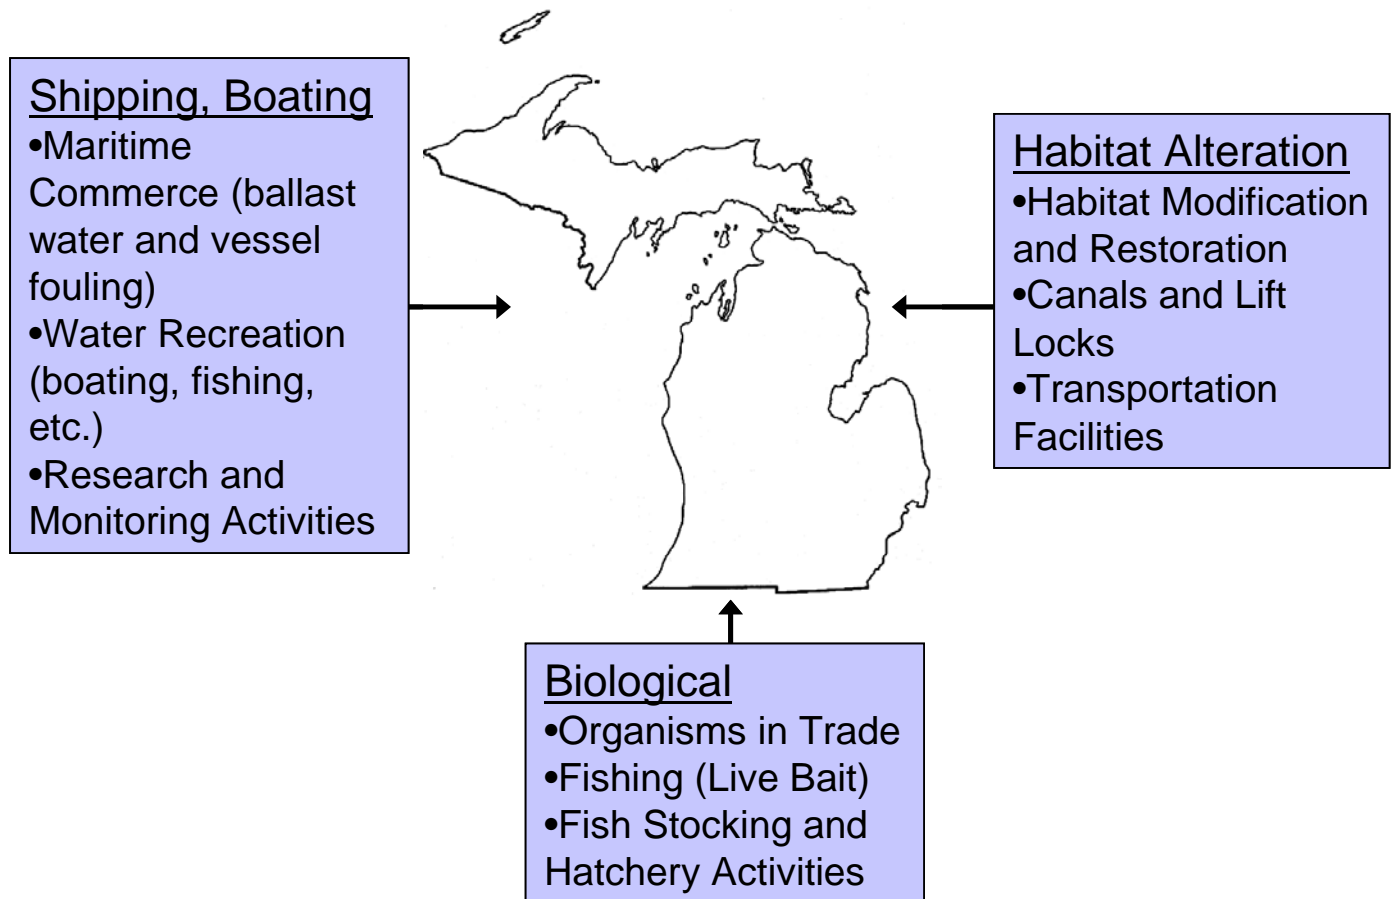 Shipping, Boating
•Maritime
Commerce (ballast
water and vessel
fouling)
•Water Recreation
(boating, fishing,
etc.)
•Research and
Monitoring Activities
Habitat Alteration
•Habitat Modification
and Restoration
•Canals and Lift
Locks
•Transportation
Facilities
Biological
•Organisms in Trade
•Fishing (Live Bait)
•Fish Stocking and
Hatchery Activities